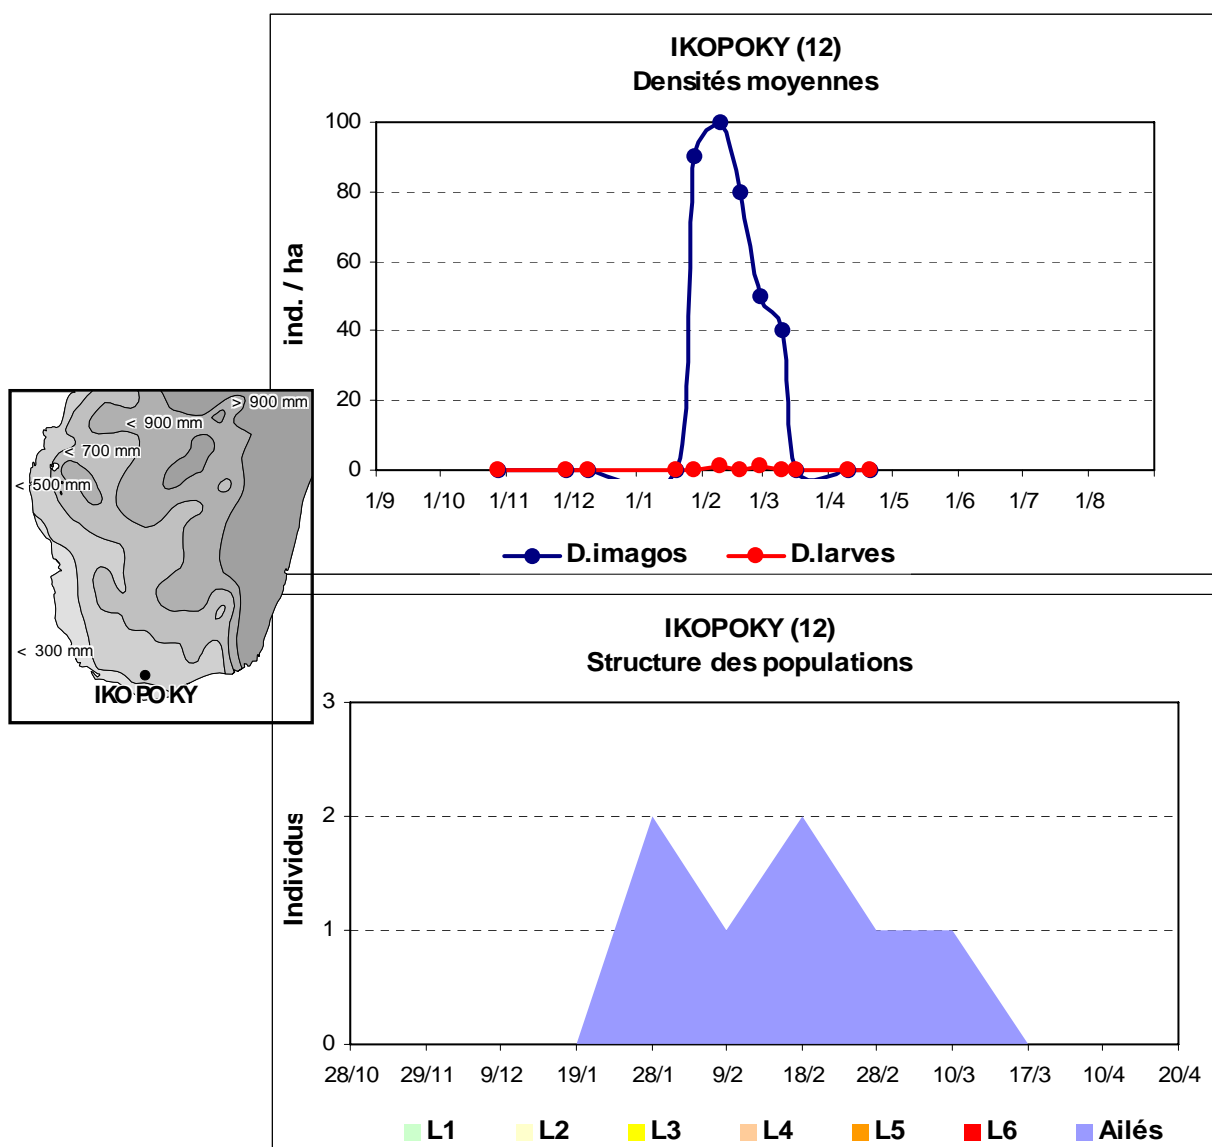 IKOPOKY (12)
Densités moyennes
ind. / ha
100
80
60
40
20
0
1/9 1/10 1/11 1/12 1/1 1/2 1/3 1/4 1/5 1/6 1/7 1/8
D.imagos D.larves
> 900 mm
< 900 mm
< 700 mm
< 500 mm
< 300 mm
IKOPOKY
IKOPOKY (12)
Structure des populations
Individus
3
2
1
0
28/10 29/11 9/12 19/1 28/1 9/2 18/2 28/2 10/3 17/3 10/4 20/4
L1 L2 L3 L4 L5 L6 Ailés